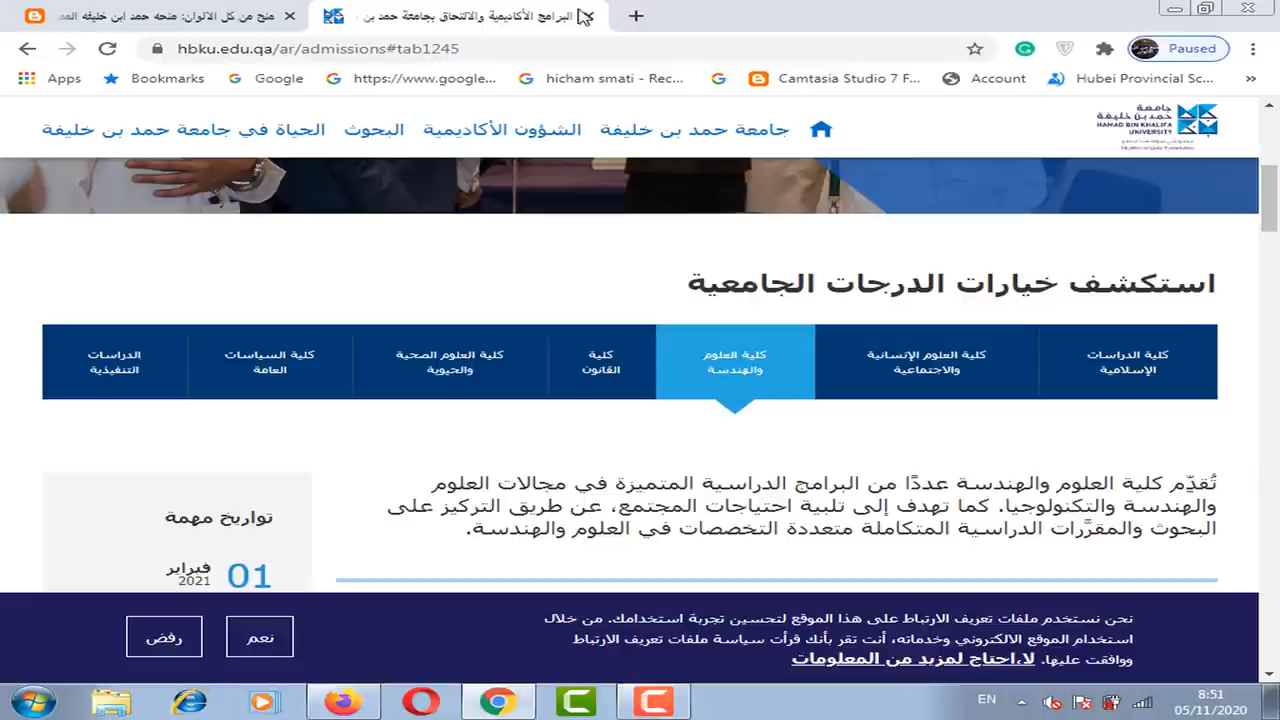 منح من كل الالوان: منحه حمد ابن خليفه
البرامج الأكاديمية والالتحاق بجامعة حمد بن
hbku.edu.qa/ar/admissions#tab1245
Paused
Apps
Bookmarks
Google
https://www.google...
hicham smati - Rec...
Camtasia Studio 7 F...
Account
Hubei Provincial Sc...
»
جامعة حمد بن خليفة
الشؤون الأكاديمية
البحوث
الحياة في جامعة حمد بن خليفة
جامعة
حمد بن خليفة
HAMAD BIN KHALIFA
UNIVERSITY
استكشف خيارات الدرجات الجامعية
كلية الدراسات
الإسلامية
كلية العلوم الإنسانية
والاجتماعية
كلية العلوم
والهندسة
كلية
القانون
كلية العلوم الصحية
والحيوية
كلية السياسات
العامة
الدراسات
التنفيذية
تُقدِّم كلية العلوم والهندسة عددًا من البرامج الدراسية المتميزة في مجالات العلوم
والهندسة والتكنولوجيا. كما تهدف إلى تلبية احتياجات المجتمع، عن طريق التركيز على
البحوث والمقرَّرات الدراسية المتكاملة متعددة التخصصات في العلوم والهندسة.
تواريخ مهمة
01
فبراير
2021
نحن نستخدم ملفات تعريف الارتباط على هذا الموقع لتحسين تجربة استخدامك. من خلال
استخدام الموقع الالكتروني وخدماته، أنت تقر بأنك قرأت سياسة ملفات تعريف الارتباط
ووافقت عليها. لا،احتاج لمزيد من المعلومات
نعم
رفض
EN
8:51
05/11/2020